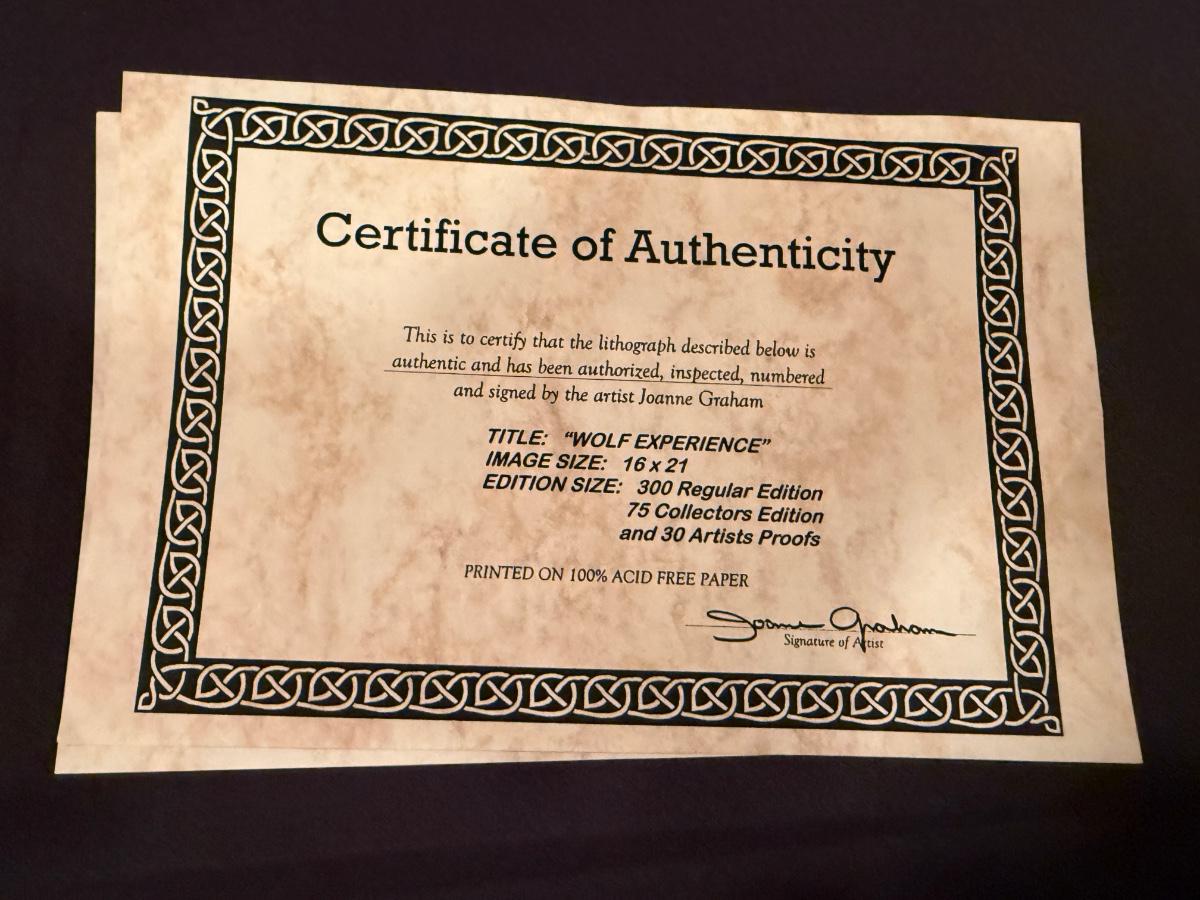 Certificate of Authenticity
This is to certify that the lithograph described below is
authentic and has been authorized, inspected, numbered
and signed by the artist Joanne Graham
TITLE: “WOLF EXPERIENCE”
IMAGE SIZE: 16 x 21
EDITION SIZE: 300 Regular Edition
75 Collectors Edition
and 30 Artists Proofs
PRINTED ON 100% ACID FREE PAPER
Joanne Graham
Signature of Artist